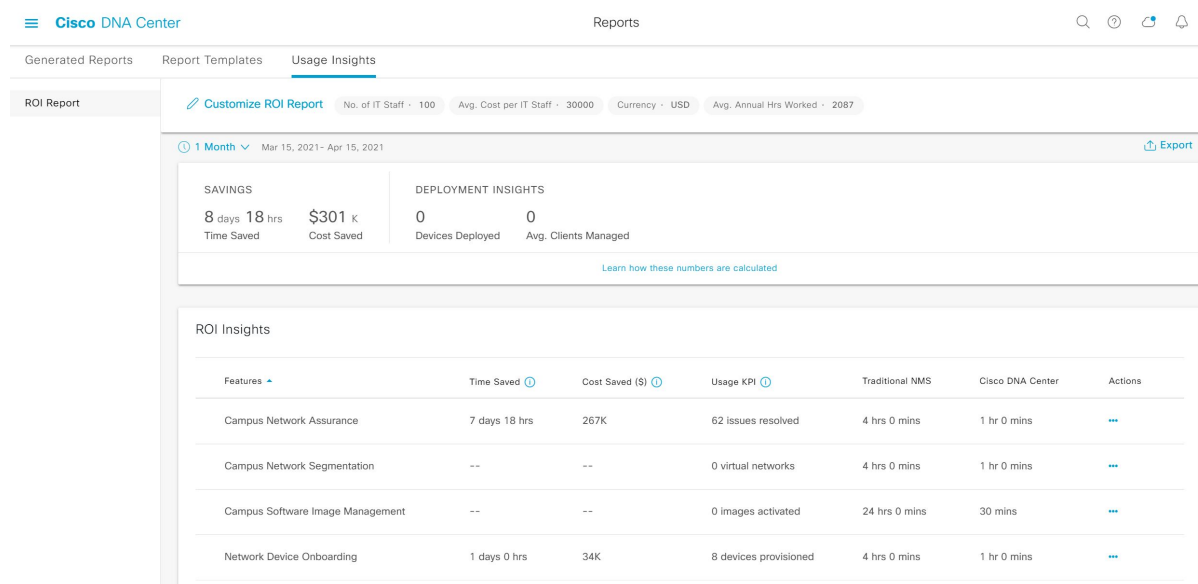 Cisco DNA Center
Reports
Generated Reports Report Templates Usage Insights
ROI Report
Customize ROI Report No. of IT Staff · 100 Avg. Cost per IT Staff · 30000 Currency · USD Avg. Annual Hrs Worked · 2087
1 Month Mar 15, 2021- Apr 15, 2021
Export
SAVINGS
8 days 18 hrs $301 K
Time Saved Cost Saved
DEPLOYMENT INSIGHTS
0 0
Devices Deployed Avg. Clients Managed
Learn how these numbers are calculated
ROI Insights
Features Time Saved Cost Saved ($) Usage KPI Traditional NMS Cisco DNA Center Actions
Campus Network Assurance 7 days 18 hrs 267K 62 issues resolved 4 hrs 0 mins 1 hr 0 mins
Campus Network Segmentation -- -- 0 virtual networks 4 hrs 0 mins 1 hr 0 mins
Campus Software Image Management -- -- 0 images activated 24 hrs 0 mins 30 mins
Network Device Onboarding 1 days 0 hrs 34K 8 devices provisioned 4 hrs 0 mins 1 hr 0 mins